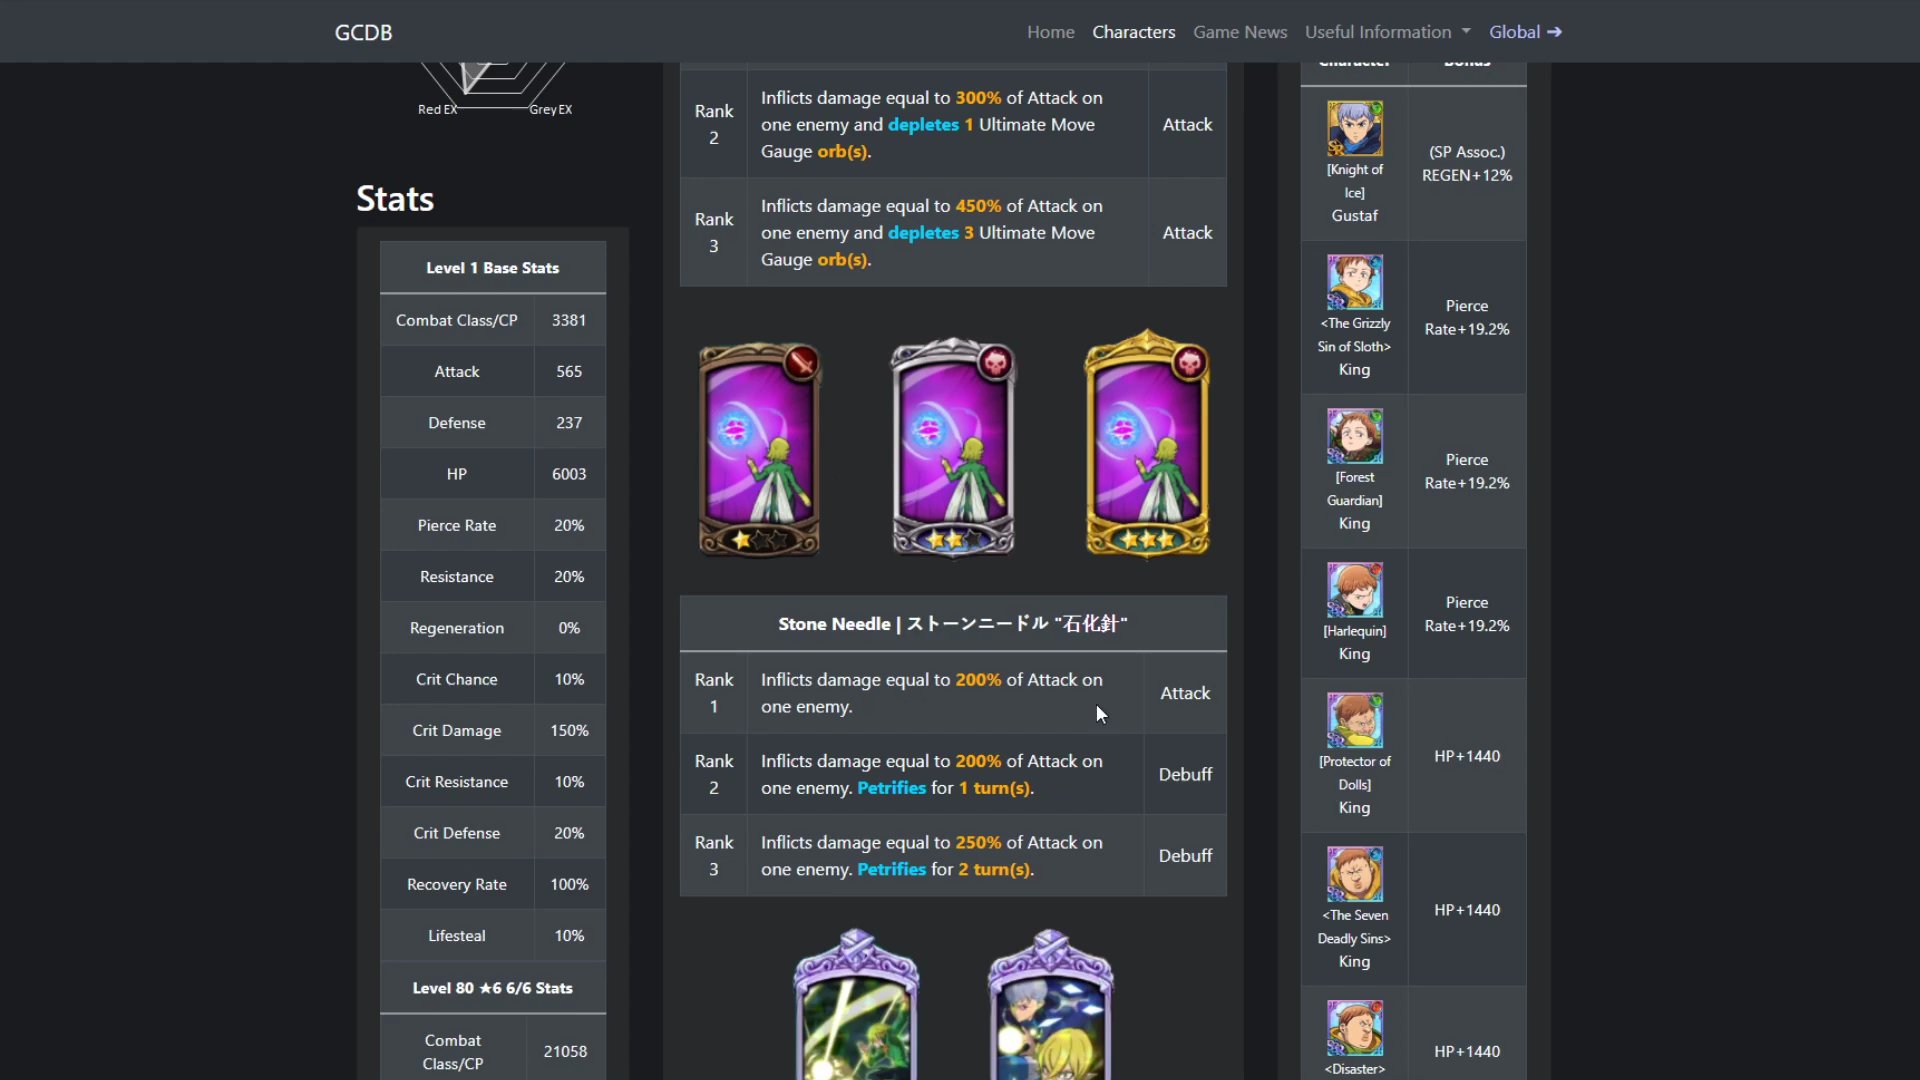 GCDB
Home
Characters
Game News
Useful Information
Global ➔
Red EX
Grey EX
Stats
Level 1 Base Stats
Combat Class/CP 3381
Attack 565
Defense 237
HP 6003
Pierce Rate 20%
Resistance 20%
Regeneration 0%
Crit Chance 10%
Crit Damage 150%
Crit Resistance 10%
Crit Defense 20%
Recovery Rate 100%
Lifesteal 10%
Level 80 ★6 6/6 Stats
Combat
Class/CP
21058
Rank
2
Inflicts damage equal to 300% of Attack on
one enemy and depletes 1 Ultimate Move
Gauge orb(s).
Attack
Rank
3
Inflicts damage equal to 450% of Attack on
one enemy and depletes 3 Ultimate Move
Gauge orb(s).
Attack
Stone Needle | ストーンニードル "石化針"
Rank
1
Inflicts damage equal to 200% of Attack on
one enemy.
Attack
Rank
2
Inflicts damage equal to 200% of Attack on
one enemy. Petrifies for 1 turn(s).
Debuff
Rank
3
Inflicts damage equal to 250% of Attack on
one enemy. Petrifies for 2 turn(s).
Debuff
Character
Bonus
SR
[Knight of
Ice]
Gustaf
(SP Assoc.)
REGEN+12%
SSR
<The Grizzly
Sin of Sloth>
King
Pierce
Rate+19.2%
SSR
[Forest
Guardian]
King
Pierce
Rate+19.2%
SSR
[Harlequin]
King
Pierce
Rate+19.2%
SSR
[Protector of
Dolls]
King
HP+1440
SSR
<The Seven
Deadly Sins>
King
HP+1440
SSR
<Disaster>
HP+1440